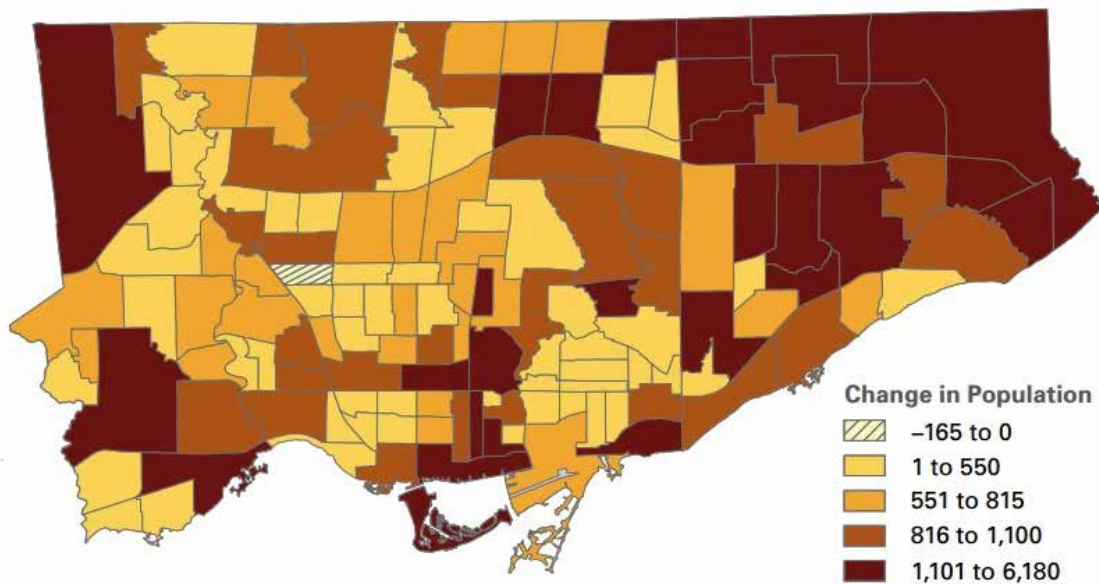 Change in Population
–165 to 0
1 to 550
551 to 815
816 to 1,100
1,101 to 6,180